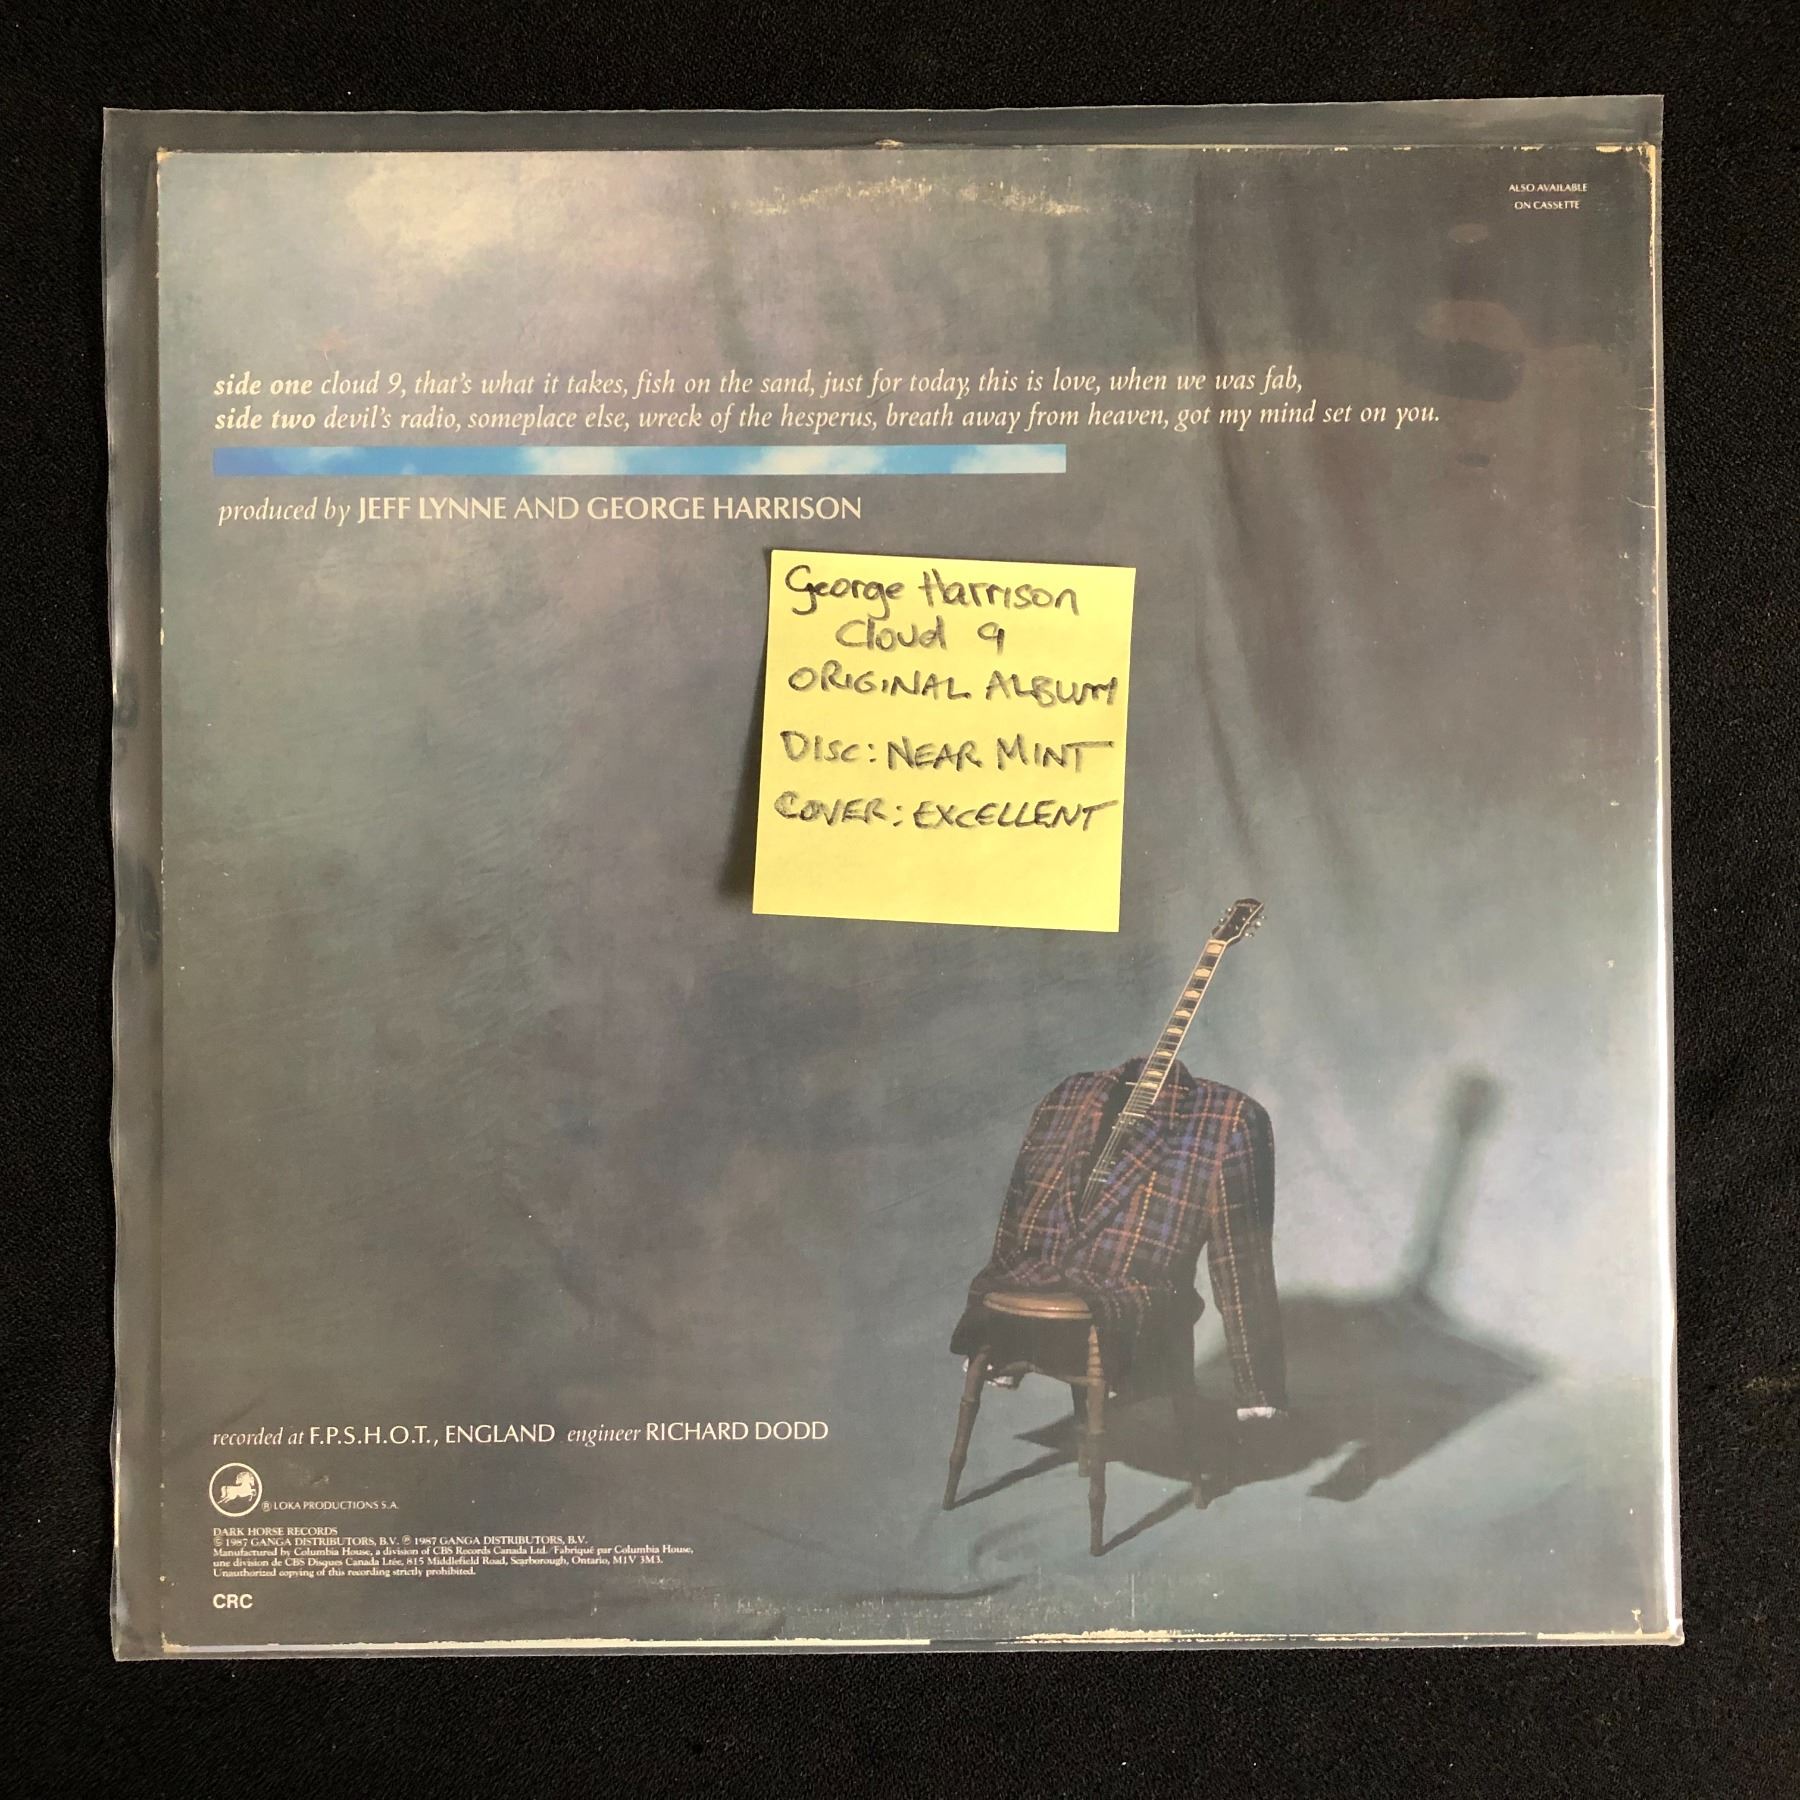 ALSO AVAILABLE
ON CASSETTE
side one cloud 9, that's what it takes, fish on the sand, just for today, this is love, when we was fab,
side two devil's radio, someplace else, wreck of the hesperus, breath away from heaven, got my mind set on you.
produced by JEFF LYNNE AND GEORGE HARRISON
George Harrison
Cloud 9
ORIGINAL ALBUM
DISC: NEAR MINT
COVER: EXCELLENT
recorded at F.P.S.H.O.T., ENGLAND engineer RICHARD DODD
® LOKA PRODUCTIONS S.A.
DARK HORSE RECORDS
© 1987 GANGA DISTRIBUTORS, B.V. ℗ 1987 GANGA DISTRIBUTORS, B.V.
Manufactured by Columbia House, a division of CBS Records Canada Ltd./Fabriqué par Columbia House,
une division de CBS Disques Canada Ltée, 815 Middlefield Road, Scarborough, Ontario, M1V 3M3.
Unauthorized copying of this recording strictly prohibited.
CRC